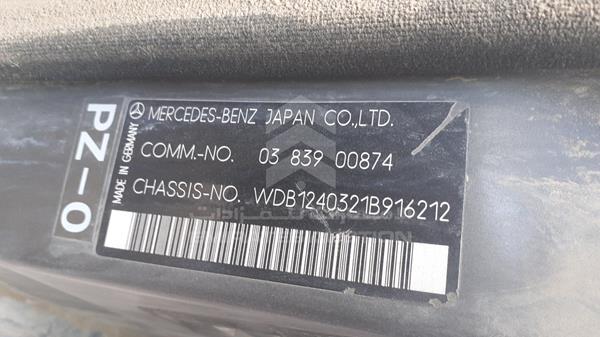 MERCEDES-BENZ JAPAN CO.,LTD.
COMM.-NO. 03 839 00874
CHASSIS-NO. WDB1240321B916212
MADE IN GERMANY
PZ-O